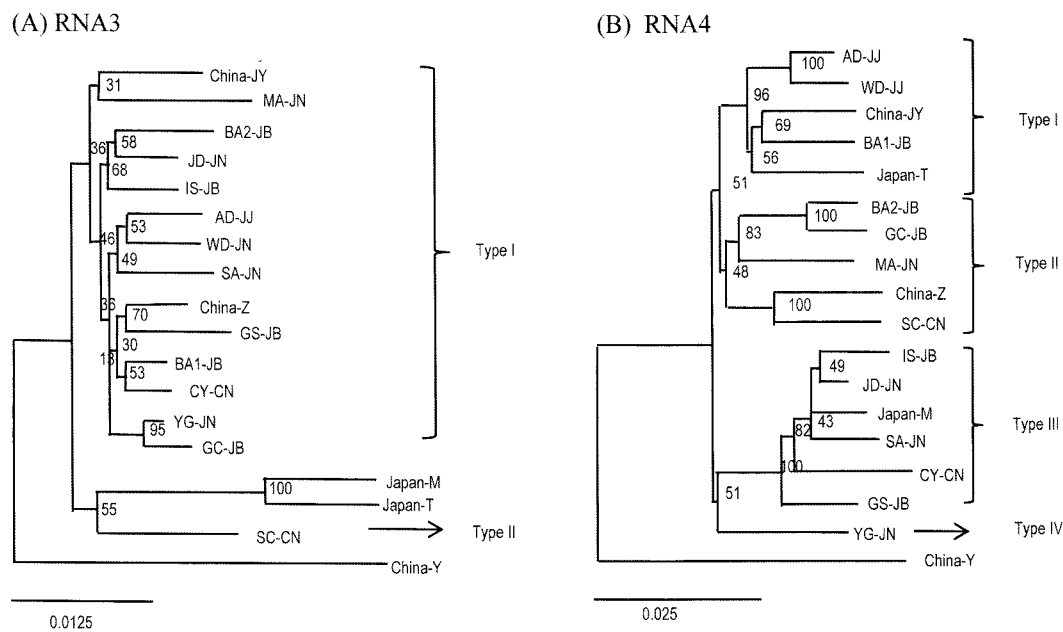 (A) RNA3
China-JY
31
MA-JN
BA2-JB
58
36
JD-JN
68
IS-JB
AD-JJ
53
46
WD-JN
49
SA-JN
Type I
China-Z
36
70
GS-JB
30
13
BA1-JB
53
CY-CN
YG-JN
95
GC-JB
Japan-M
100
Japan-T
55
SC-CN
Type II
China-Y
0.0125
(B) RNA4
AD-JJ
100
WD-JJ
96
China-JY
69
BA1-JB
56
Japan-T
51
Type I
BA2-JB
100
GC-JB
83
MA-JN
48
China-Z
100
SC-CN
Type II
IS-JB
49
JD-JN
Japan-M
82
43
SA-JN
100
CY-CN
GS-JB
Type III
51
YG-JN
Type IV
China-Y
0.025